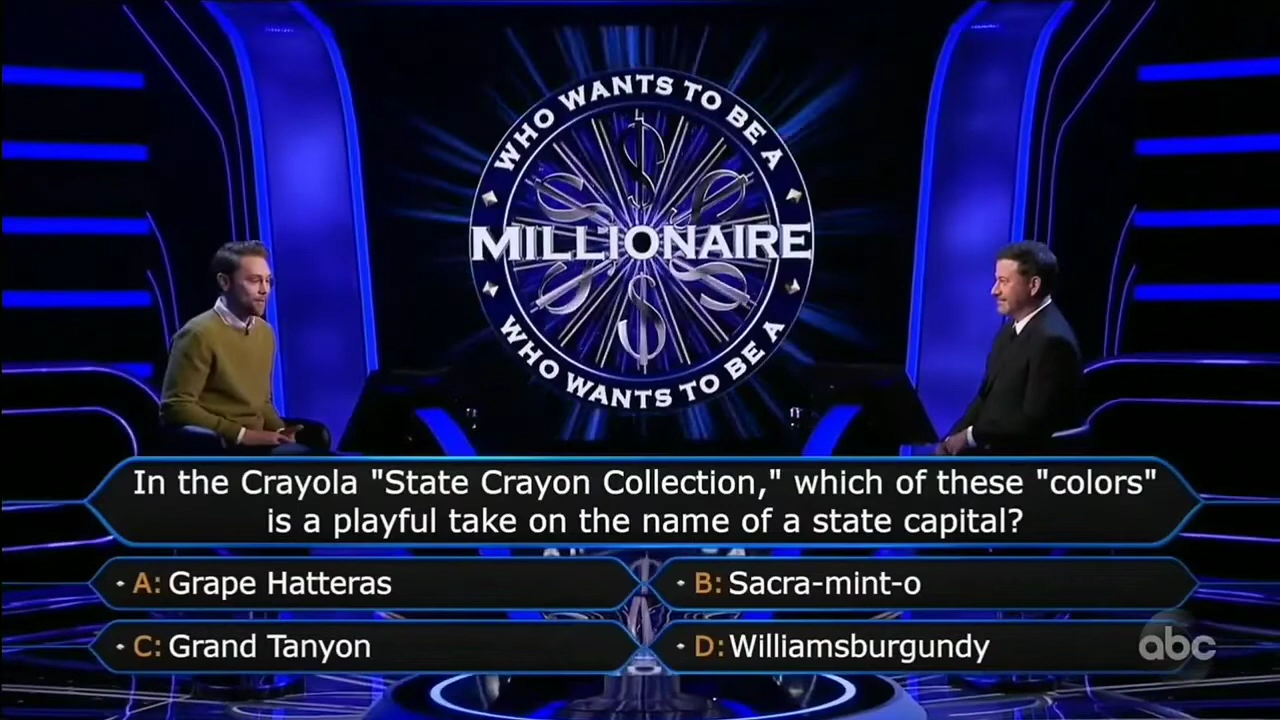 WHO WANTS TO BE A
MILLIONAIRE
WHO WANTS TO BE A
In the Crayola "State Crayon Collection," which of these "colors"
is a playful take on the name of a state capital?
A: Grape Hatteras
B: Sacra-mint-o
C: Grand Tanyon
D: Williamsburgundy
abc